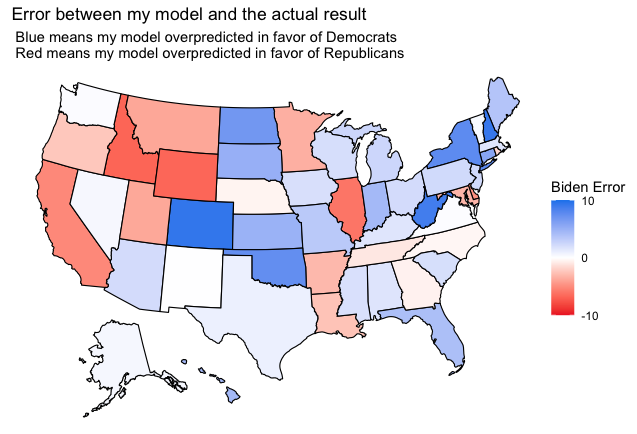 Error between my model and the actual result
Blue means my model overpredicted in favor of Democrats
Red means my model overpredicted in favor of Republicans
Biden Error
10
0
-10